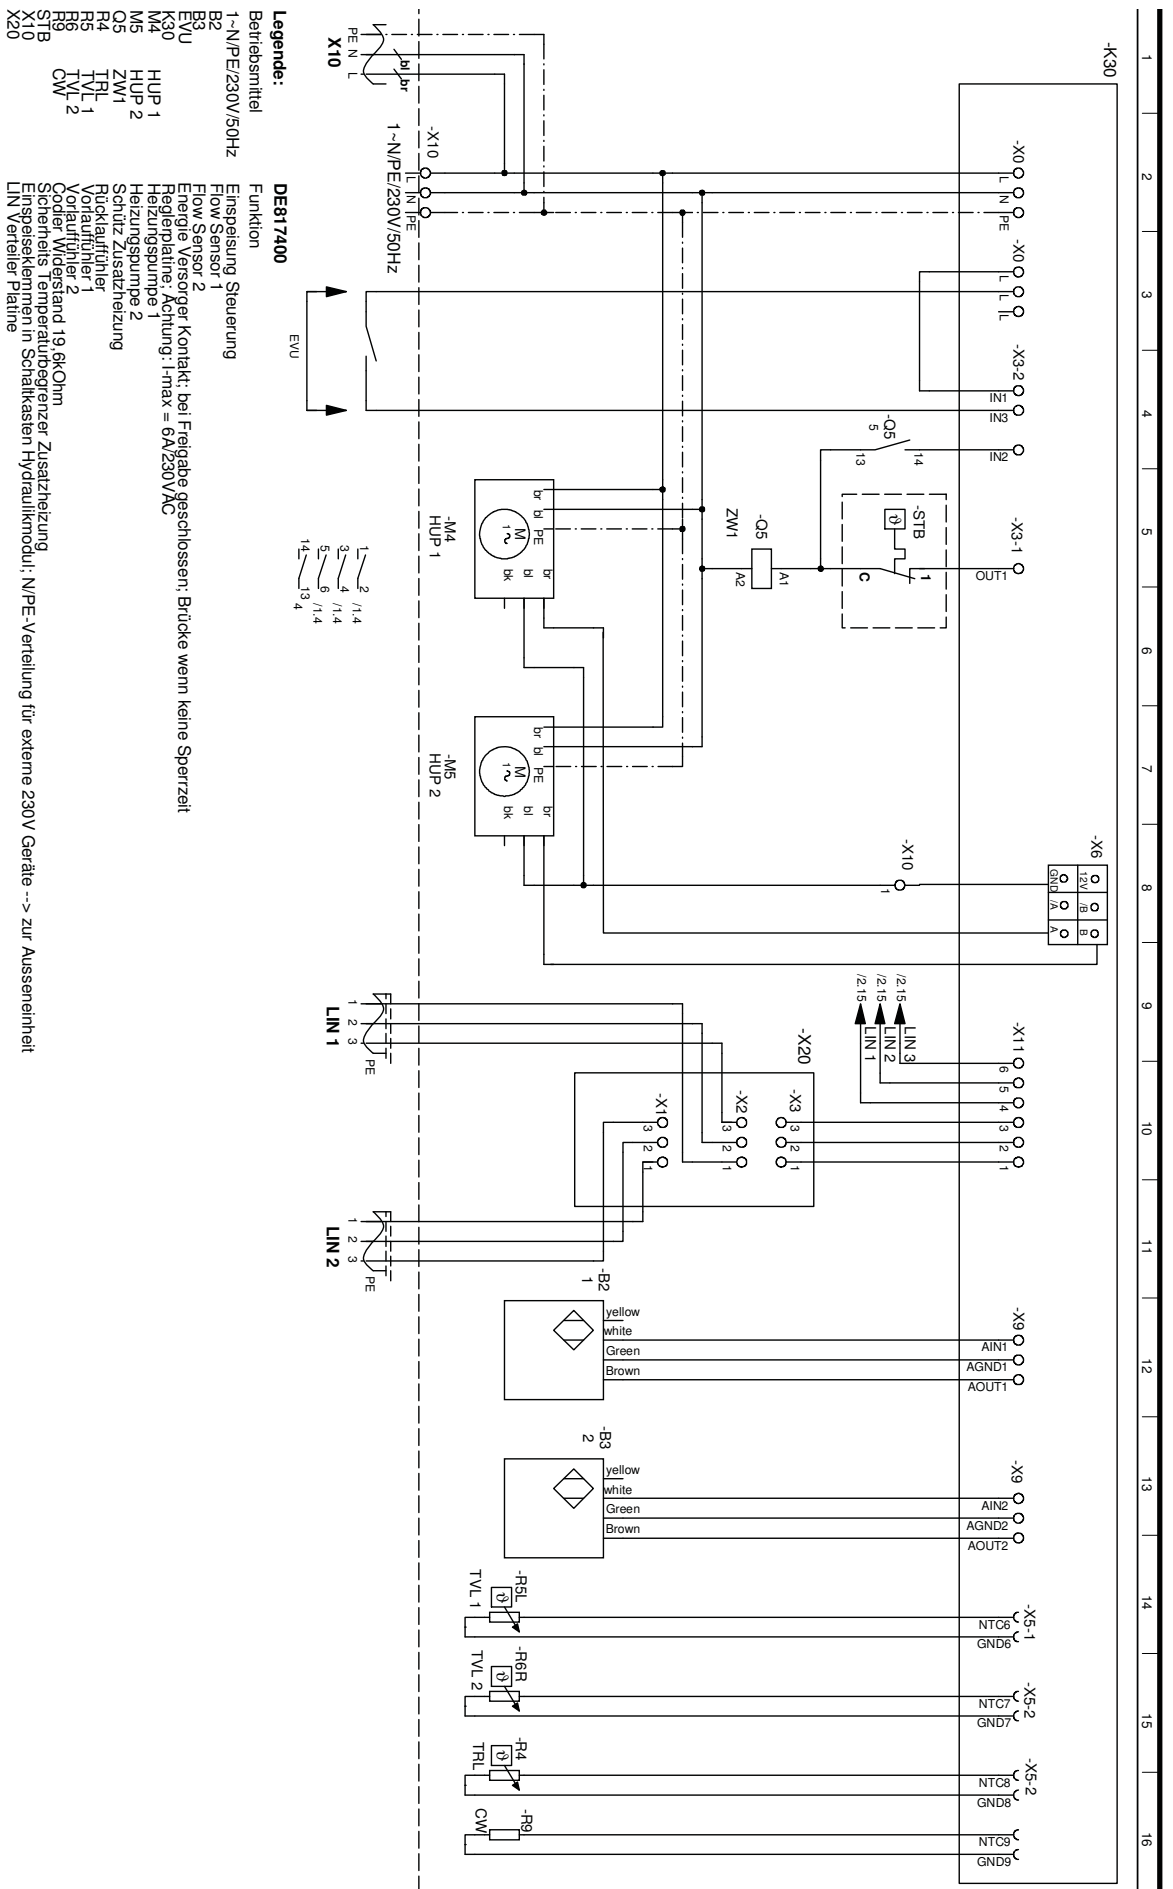 1
2
3
4
5
6
7
8
9
10
11
12
13
14
15
16
-K30
-X0
L
N
PE
-X0
L
L
L
-X3-2
IN1
IN3
IN2
-X3-1
OUT1
-X6
12V
/B
B
GND
/A
A
-X11
6
5
4
3
2
1
-X9
AIN1
AGND1
AOUT1
-X9
AIN2
AGND2
AOUT2
-X5-1
NTC6
GND6
-X5-2
NTC7
GND7
-X5-2
NTC8
GND8
NTC9
GND9
-Q5
5
13
14
-STB
ϑ
C
1
-Q5
ZW1
A1
A2
-X10
1
/2.15
/2.15
/2.15
LIN 3
LIN 2
LIN 1
-X20
-X3
3
2
1
-X2
3
2
1
-X1
3
2
1
-B2
1
yellow
white
Green
Brown
-B3
2
yellow
white
Green
Brown
-R5L
ϑ
TVL 1
-R6R
ϑ
TVL 2
-R4
ϑ
TRL
-R9
CW
br
bl
PE
M
1~
bk
bl
br
-M4
HUP 1
br
bl
PE
M
1~
bk
bl
br
-M5
HUP 2
-X10
L
N
PE
1~N/PE/230V/50Hz
PE
N
L
bl
br
X10
EVU
1
2
/1.4
3
4
/1.4
5
6
/1.4
14
13
4
1
2
3
PE
LIN 1
1
2
3
PE
LIN 2
Legende:
DE817400
Betriebsmittel
Funktion
1~N/PE/230V/50Hz
Einspeisung Steuerung
B2
Flow Sensor 1
B3
Flow Sensor 2
EVU
Energie Versorger Kontakt; bei Freigabe geschlossen; Brücke wenn keine Sperrzeit
K30
Reglerplatine; Achtung: I-max = 6A/230VAC
M4 HUP 1
Heizungspumpe 1
M5 HUP 2
Heizungspumpe 2
Q5 ZW1
Schütz Zusatzheizung
R4 TRL
Rücklauffühler
R5 TVL 1
Vorlauffühler 1
R6 TVL 2
Vorlauffühler 2
R9 CW
Codier Widerstand 19,6kOhm
STB
Sicherheits Temperaturbegrenzer Zusatzheizung
X10
Einspeiseklemmen in Schaltkasten Hydraulikmodul; N/PE-Verteilung für externe 230V Geräte --> zur Ausseneinheit
X20
LIN Verteiler Platine